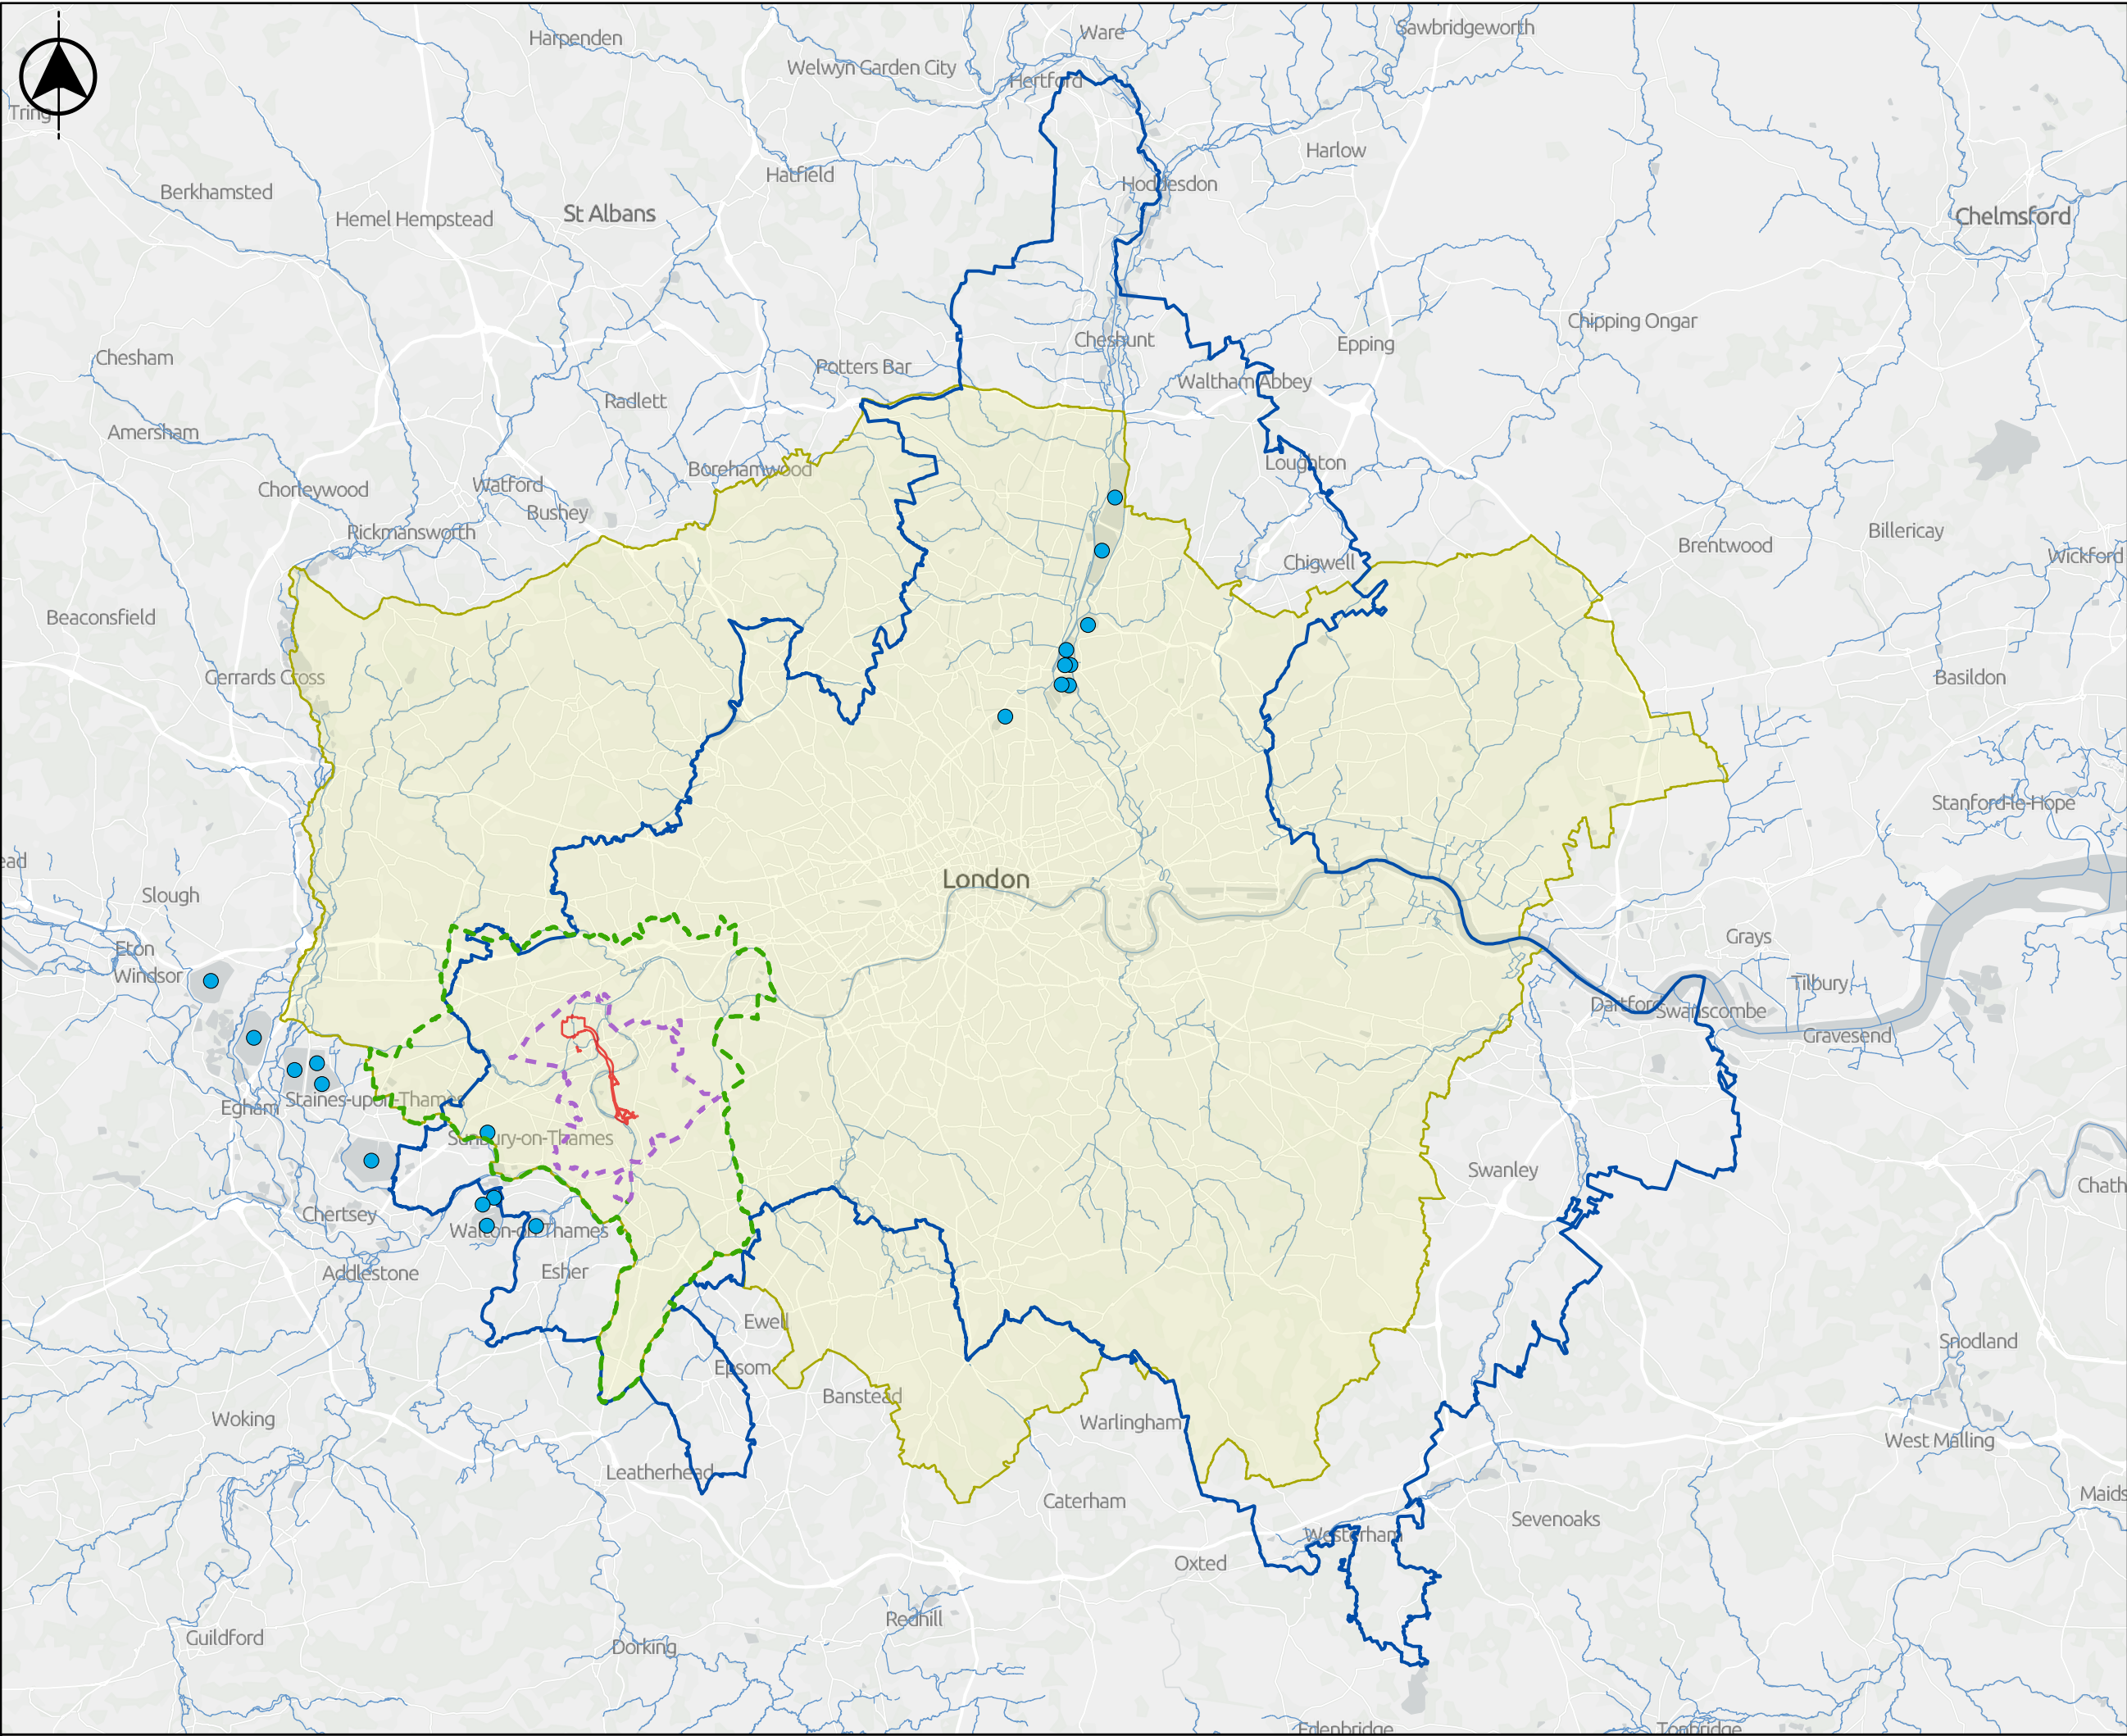 Harpenden
Ware
Sawbridgeworth
Welwyn Garden City
Hertford
Tring
Harlow
Berkhamsted
Hatfield
Hoddesdon
Hemel Hempstead
St Albans
Chelmsford
Chipping Ongar
Cheshunt
Epping
Chesham
Potters Bar
Waltham Abbey
Radlett
Amersham
Loughton
Borehamwood
Chorleywood
Watford
Bushey
Rickmansworth
Billericay
Brentwood
Wickford
Chigwell
Beaconsfield
Gerrards Cross
Basildon
Stanford-le-Hope
ead
London
Slough
Eton
Grays
Windsor
Tilbury
Dartford
Swanscombe
Gravesend
Staines-upon-Thames
Egham
Sunbury-on-Thames
Swanley
Chath
Chertsey
Walton-on-Thames
Addlestone
Esher
Ewell
Snodland
Epsom
Banstead
Woking
Warlingham
West Malling
Leatherhead
Maids
Caterham
Sevenoaks
Westerham
Oxted
Redhill
Guildford
Dorking
Edenbridge
Tonbridge